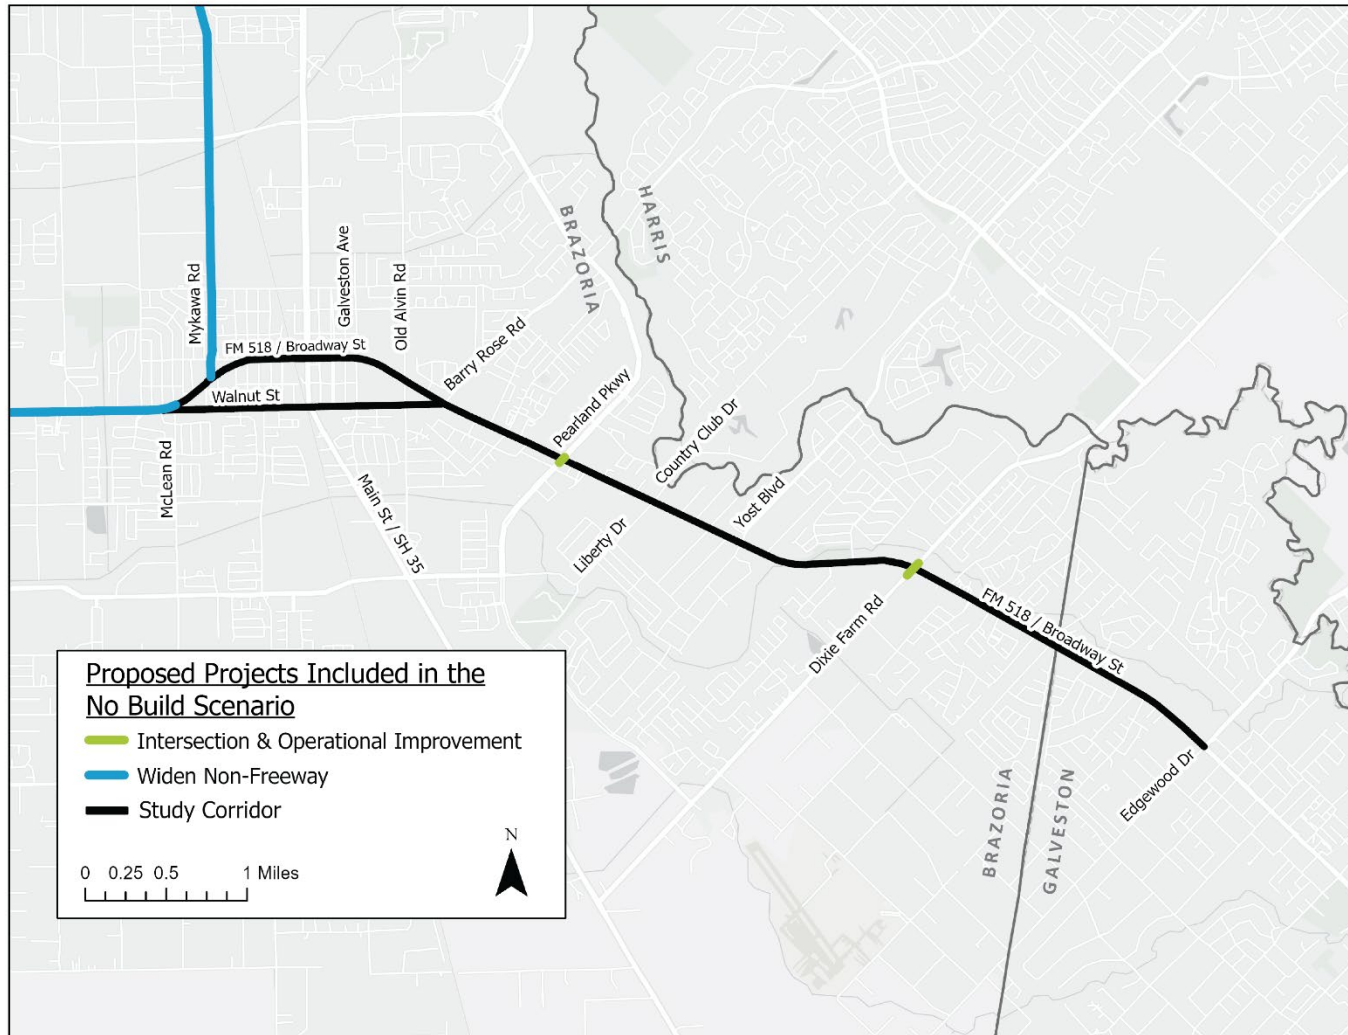 HARRIS
BRAZORIA
Mykawa Rd
Galveston Ave
Old Alvin Rd
FM 518 / Broadway St
Barry Rose Rd
Walnut St
Pearland Pkwy
Country Club Dr
McLean Rd
Main St / SH 35
Yost Blvd
Liberty Dr
Dixie Farm Rd
FM 518 / Broadway St
Edgewood Dr
BRAZORIA
GALVESTON
Proposed Projects Included in the
No Build Scenario
Intersection & Operational Improvement
Widen Non-Freeway
Study Corridor
N
0 0.25 0.5 1 Miles